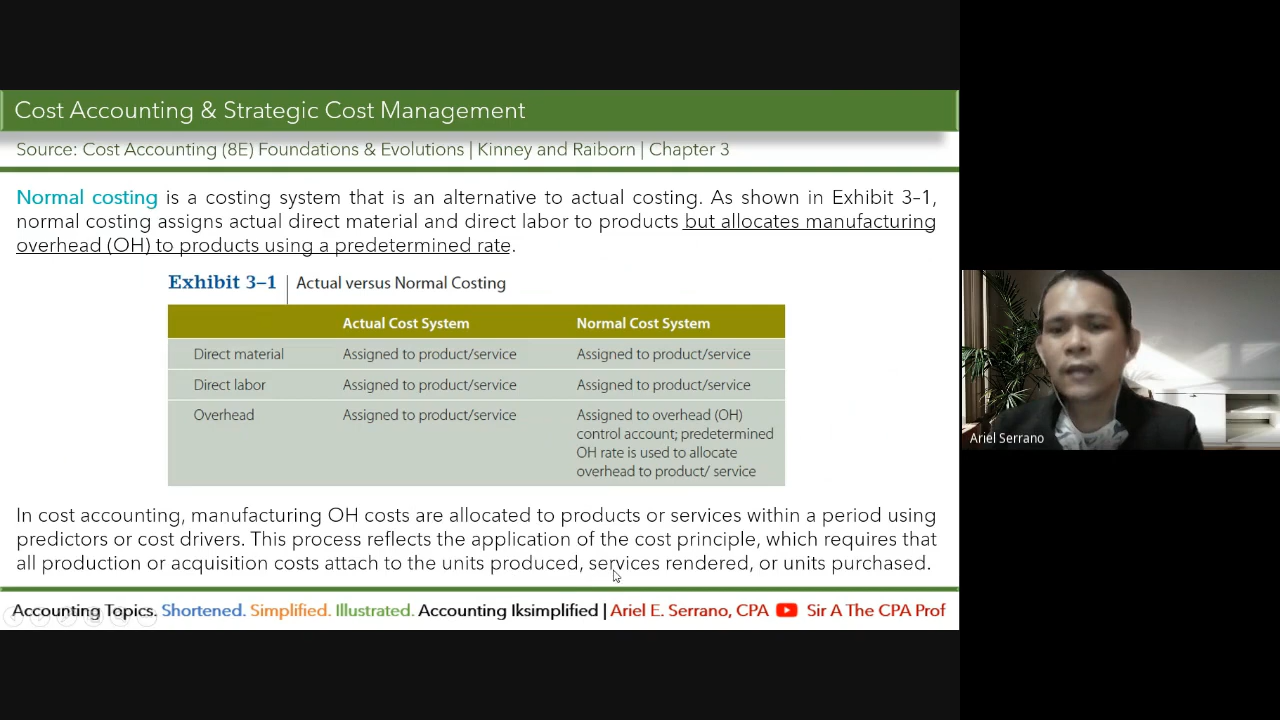 Cost Accounting & Strategic Cost Management
Source: Cost Accounting (8E) Foundations & Evolutions | Kinney and Raiborn | Chapter 3
Normal costing is a costing system that is an alternative to actual costing. As shown in Exhibit 3–1,
normal costing assigns actual direct material and direct labor to products but allocates manufacturing
overhead (OH) to products using a predetermined rate.
Exhibit 3–1 | Actual versus Normal Costing
Actual Cost System Normal Cost System
Direct material Assigned to product/service Assigned to product/service
Direct labor Assigned to product/service Assigned to product/service
Overhead Assigned to product/service Assigned to overhead (OH)
control account; predetermined
OH rate is used to allocate
overhead to product/ service
In cost accounting, manufacturing OH costs are allocated to products or services within a period using
predictors or cost drivers. This process reflects the application of the cost principle, which requires that
all production or acquisition costs attach to the units produced, services rendered, or units purchased.
Accounting Topics. Shortened. Simplified. Illustrated. Accounting Iksimplified | Ariel E. Serrano, CPA Sir A The CPA Prof
Ariel Serrano